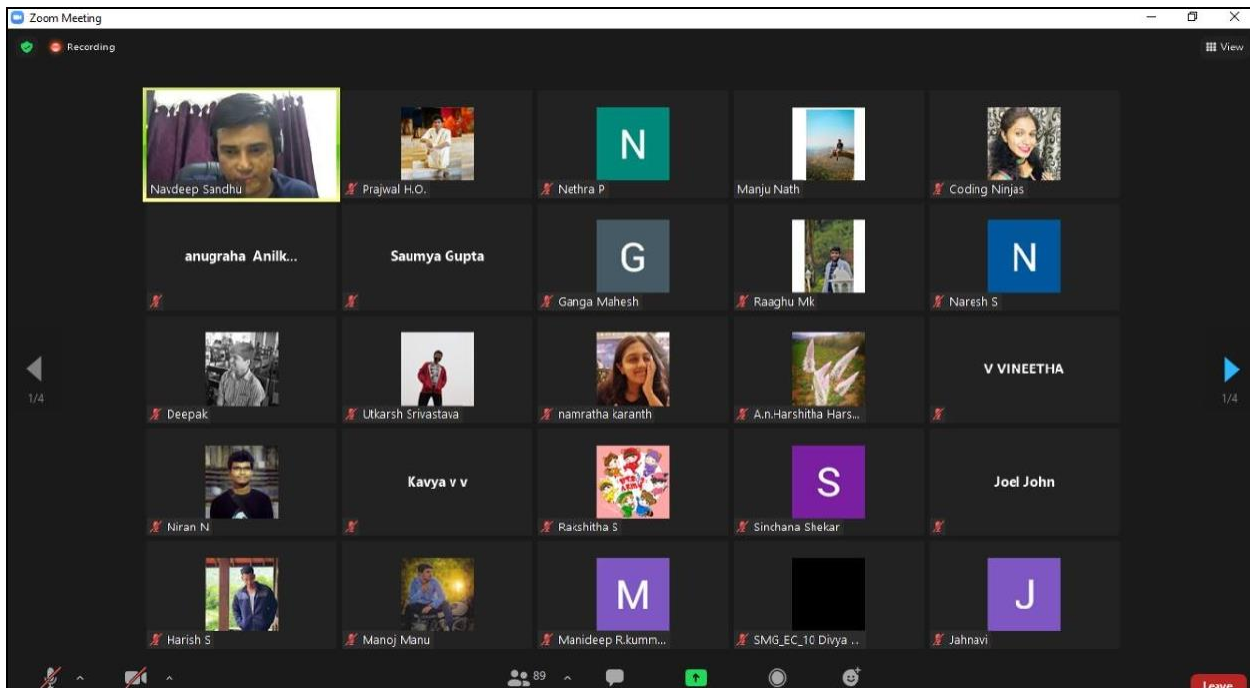 Zoom Meeting
Recording
View
Navdeep Sandhu
Prajwal H.O.
N
Nethra P
Manju Nath
Coding Ninjas
anugraha Anilk...
Saumya Gupta
G
Ganga Mahesh
Raaghu Mk
N
Naresh S
Deepak
Utkarsh Srivastava
namratha karanth
A.n.Harshitha Hars...
V VINEETHA
1/4
1/4
Niran N
Kavya v v
Rakshitha S
S
Sinchana Shekar
Joel John
Harish S
Manoj Manu
M
Manideep R.kumm...
SMG_EC_10 Divya ..
J
Jahnavi
89
Leave